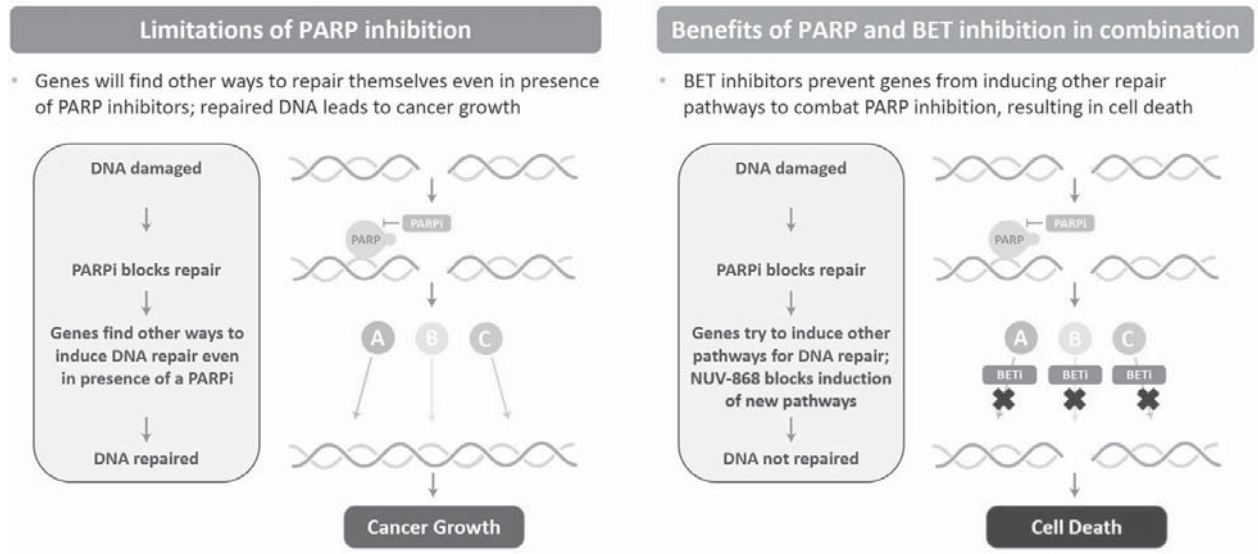 Limitations of PARP inhibition
• Genes will find other ways to repair themselves even in presence
of PARP inhibitors; repaired DNA leads to cancer growth
DNA damaged
PARPi blocks repair
Genes find other ways to
induce DNA repair even
in presence of a PARPi
DNA repaired
PARPi
PARP
A B C
Cancer Growth
Benefits of PARP and BET inhibition in combination
• BET inhibitors prevent genes from inducing other repair
pathways to combat PARP inhibition, resulting in cell death
DNA damaged
PARPi blocks repair
Genes try to induce other
pathways for DNA repair;
NUV-868 blocks induction
of new pathways
DNA not repaired
PARPi
PARP
A B C
BETi BETi BETi
Cell Death